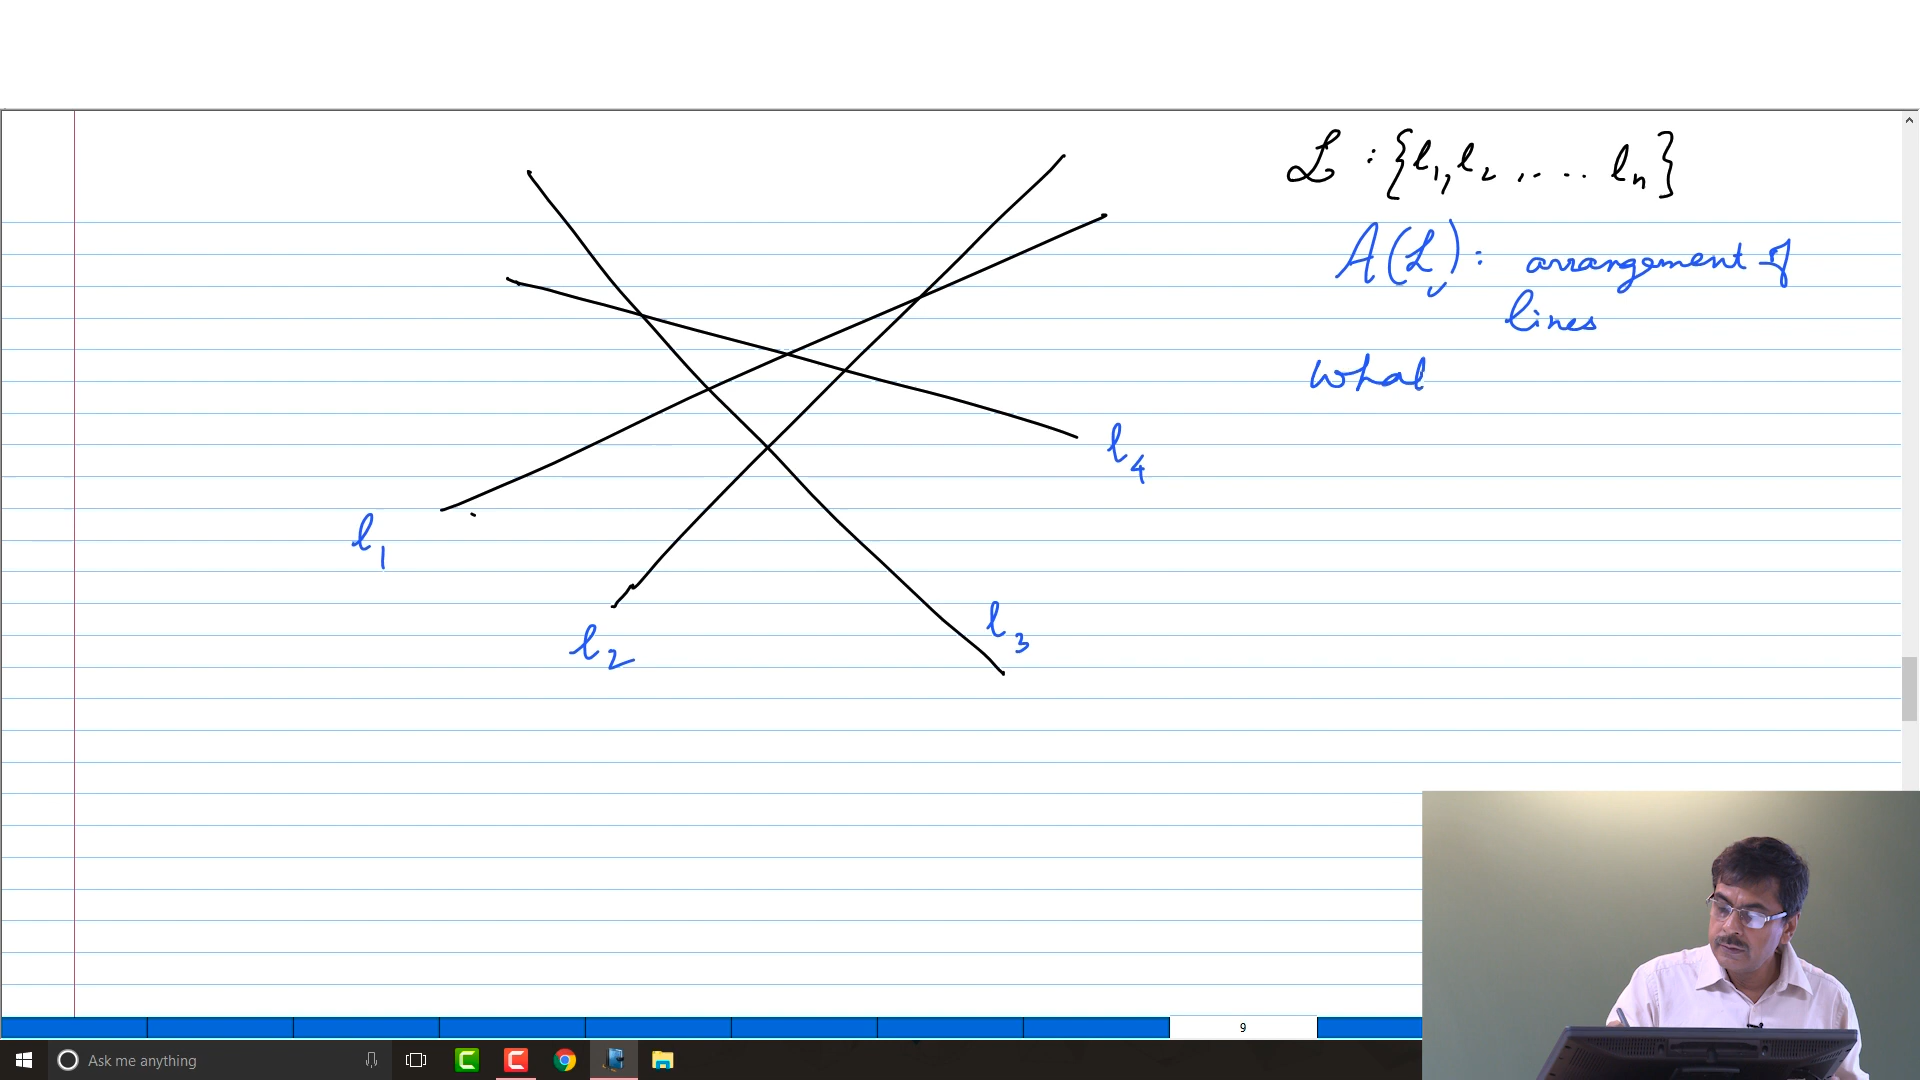 ℒ : {l1, l2, .... ln}
A(ℒ): arrangement of
lines
what
l4
l1
l3
l2
9
Ask me anything